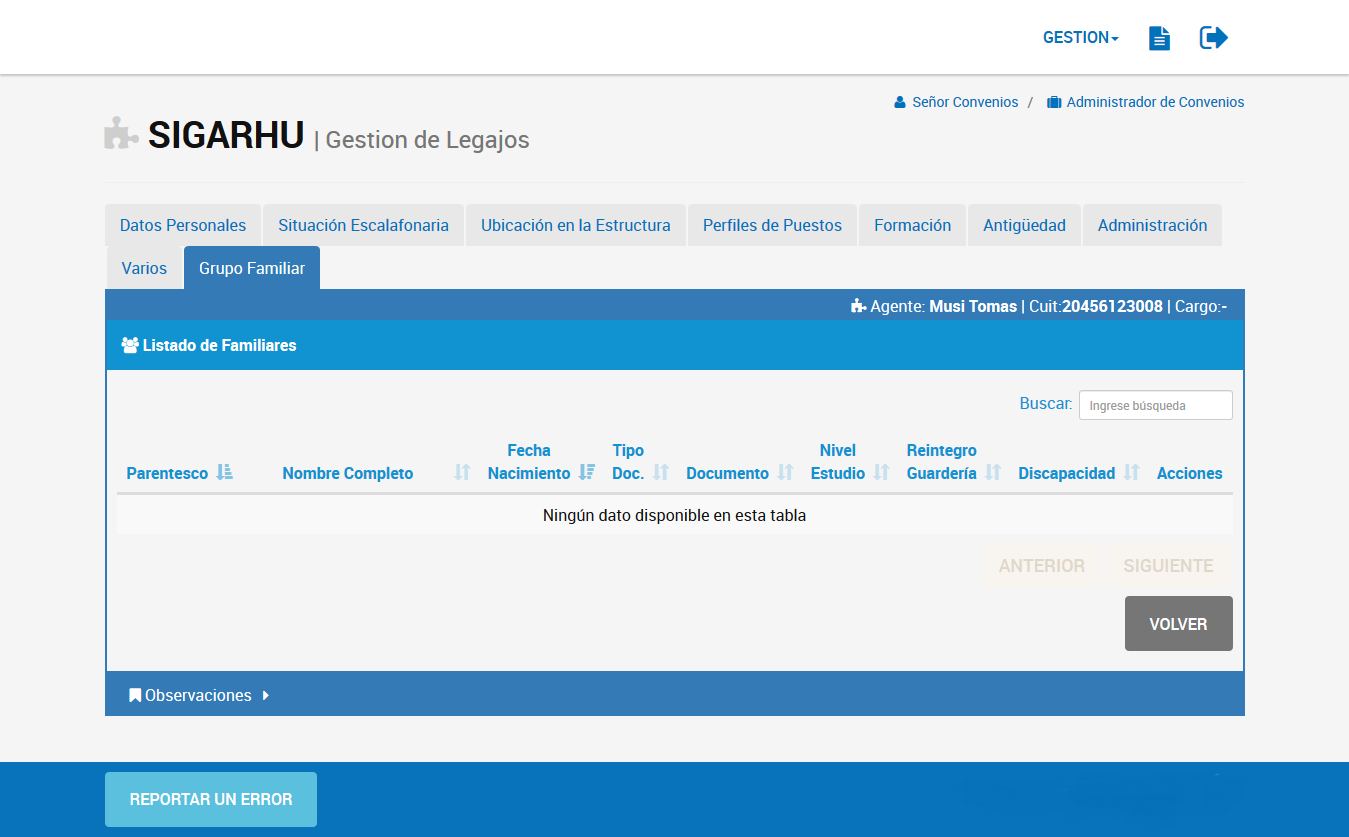 GESTION
Señor Convenios / Administrador de Convenios
SIGARHU | Gestion de Legajos
Datos Personales Situación Escalafonaria Ubicación en la Estructura Perfiles de Puestos Formación Antigüedad Administración
Varios Grupo Familiar
Agente: Musi Tomas | Cuit:20456123008 | Cargo:-
Listado de Familiares
Buscar: Ingrese búsqueda
Parentesco Nombre Completo Fecha Nacimiento Tipo Doc. Documento Nivel Estudio Reintegro Guardería Discapacidad Acciones
Ningún dato disponible en esta tabla
ANTERIOR SIGUIENTE
VOLVER
Observaciones
REPORTAR UN ERROR